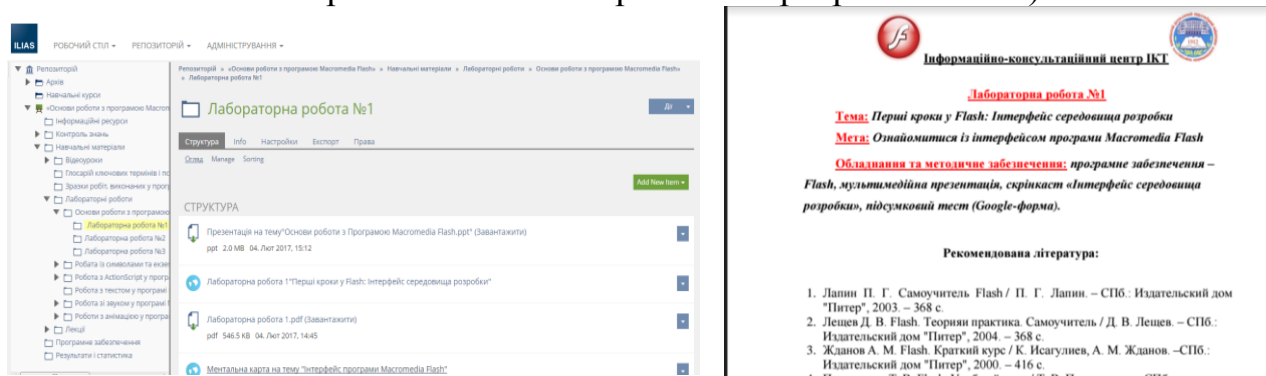 ILIAS
РОБОЧИЙ СТІЛ
РЕПОЗИТОРІЙ
АДМІНІСТРУВАННЯ
Репозиторій
Архів
Навчальні курси
«Основи роботи з програмою Macrom
Інформаційні ресурси
Контроль знань
Навчальні матеріали
Відеоуроки
Глосарій ключових термінів і по
Зразки робіт, виконаних у прогр
Лабораторні роботи
Основи роботи з програмою
Лабораторна робота №1
Лабораторна робота №2
Лабораторна робота №3
Робота із символами та екзем
Робота з ActionScript у програ
Робота з текстом у програмі
Робота зі звуком у програмі
Роботи з анімацією у програ
Лекції
Програмне забезпечення
Результати і статистика
Репозиторій » «Основи роботи з програмою Macromedia Flash» » Навчальні матеріали » Лабораторні роботи » Основи роботи з програмою Macromedia Flash»
» Лабораторна робота №1
Лабораторна робота №1
Дії
Структура Info Настройки Експорт Права
Огляд Manage Sorting
Add New Item
СТРУКТУРА
Презентація на тему"Основи роботи з Програмою Macromedia Flash.ppt" (Завантажити)
ppt 2.0 MB 04. Лют 2017, 15:12
Лабораторна робота 1"Перші кроки у Flash: Інтерфейс середовища розробки"
Лабораторна робота 1.pdf (Завантажити)
pdf 546.5 KB 04. Лют 2017, 14:45
Ментальна карта на тему "Інтерфейс програми Macromedia Flash"
Інформаційно-консультаційний центр ІКТ
Лабораторна робота №1
Тема: Перші кроки у Flash: Інтерфейс середовища розробки
Мета: Ознайомитися із інтерфейсом програми Macromedia Flash
Обладнання та методичне забезпечення: програмне забезпечення –
Flash, мультимедійна презентація, скрінкаст «Інтерфейс середовища
розробки», підсумковий тест (Google-форма).
Рекомендована література:
1. Лапин П. Г. Самоучитель Flash / П. Г. Лапин. – СПб.: Издательский дом
"Питер", 2003. – 368 с.
2. Лещев Д. В. Flash. Теорияи практика. Самоучитель / Д. В. Лещев. – СПб.:
Издательский дом "Питер", 2004. – 368 с.
3. Жданов А. М. Flash. Краткий курс / К. Исагулиев, А. М. Жданов. –СПб.:
Издательский дом "Питер", 2000. – 416 с.